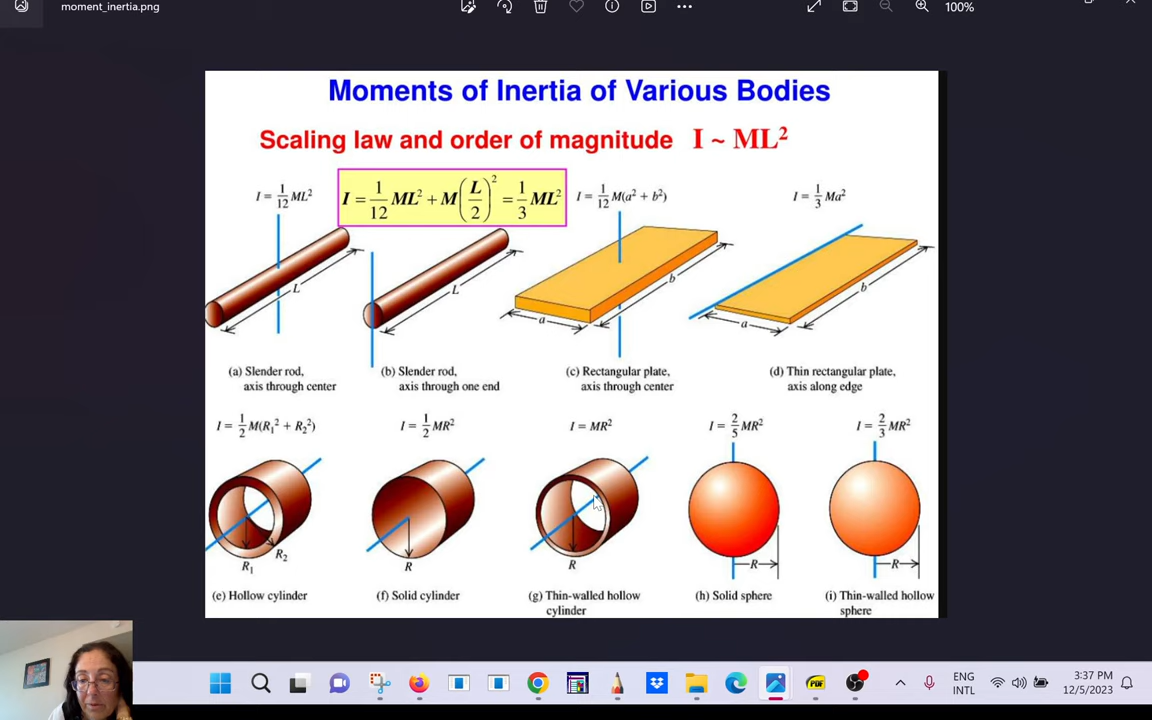 moment_inertia.png
100%
Moments of Inertia of Various Bodies
Scaling law and order of magnitude I ~ ML²
I = 1/12 ML²
I = 1/12 ML² + M(L/2)² = 1/3 ML²
I = 1/12 M(a² + b²)
I = 1/3 Ma²
L
L
a
b
a
b
(a) Slender rod,
axis through center
(b) Slender rod,
axis through one end
(c) Rectangular plate,
axis through center
(d) Thin rectangular plate,
axis along edge
I = 1/2 M(R₁² + R₂²)
I = 1/2 MR²
I = MR²
I = 2/5 MR²
I = 2/3 MR²
R₁
R₂
R
R
R
R
(e) Hollow cylinder
(f) Solid cylinder
(g) Thin-walled hollow
cylinder
(h) Solid sphere
(i) Thin-walled hollow
sphere
ENG
INTL
3:37 PM
12/5/2023